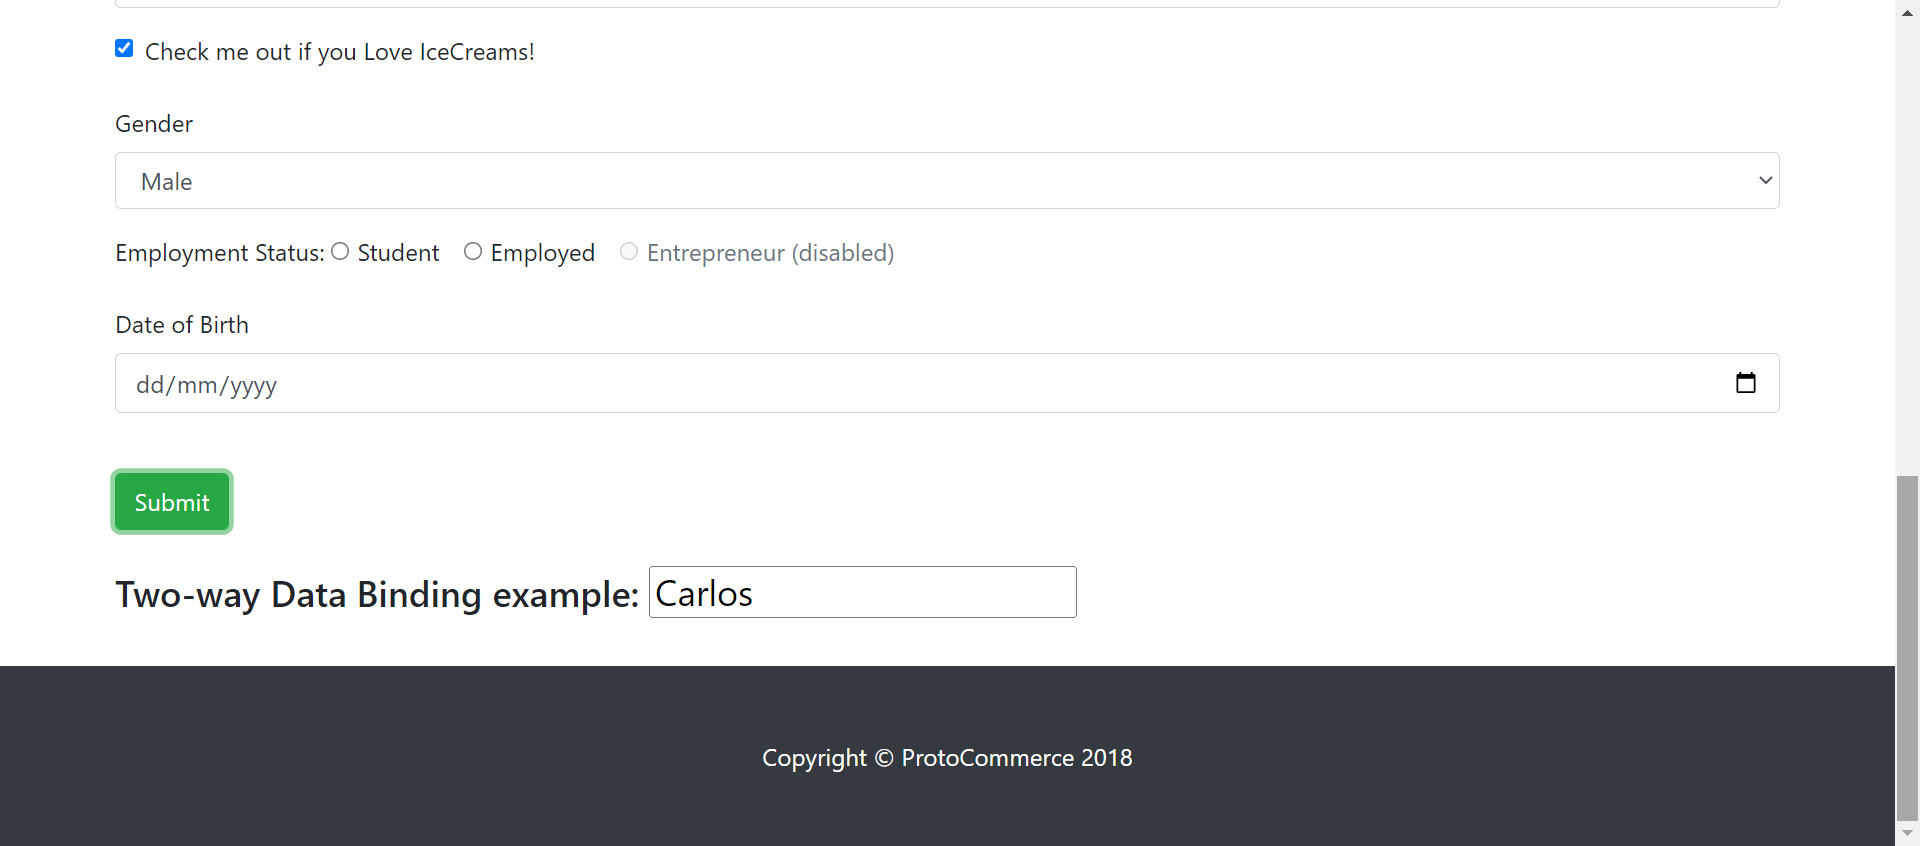 Check me out if you Love IceCreams!
Gender
Male
Employment Status: Student Employed Entrepreneur (disabled)
Date of Birth
dd/mm/yyyy
Submit
Two-way Data Binding example: Carlos
Copyright © ProtoCommerce 2018